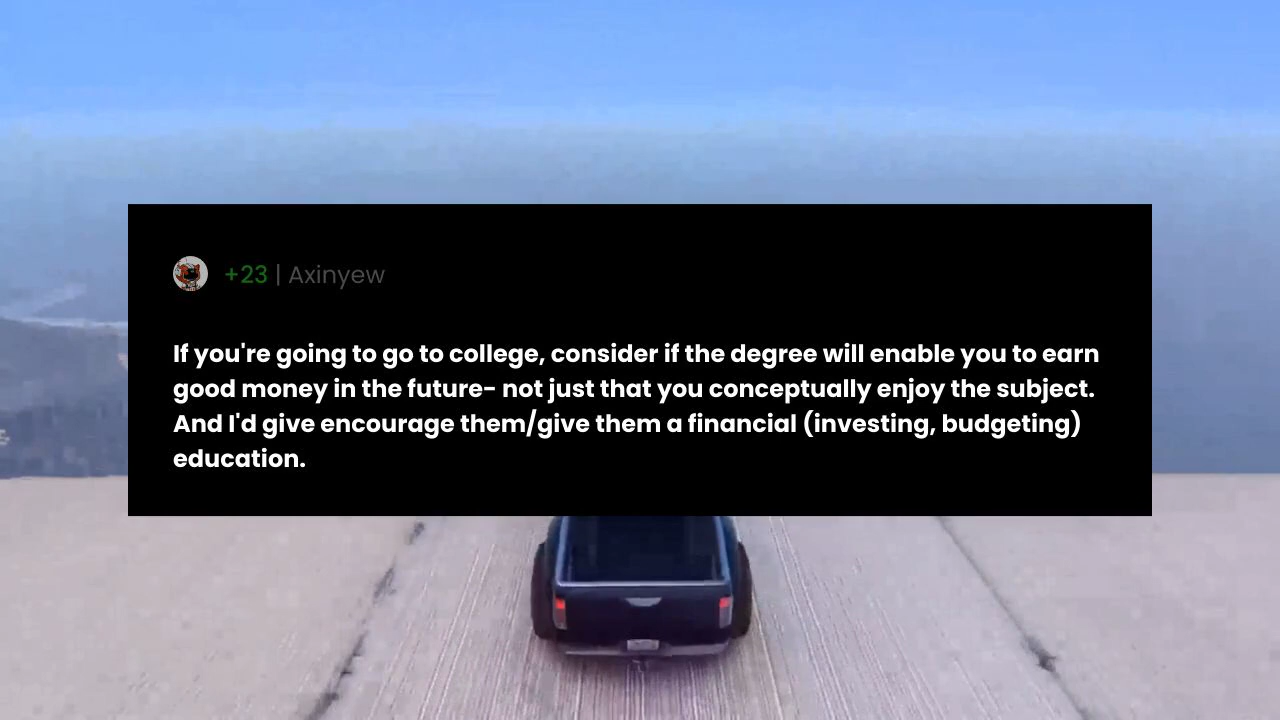 +23 | Axinyew
If you're going to go to college, consider if the degree will enable you to earn
good money in the future- not just that you conceptually enjoy the subject.
And I'd give encourage them/give them a financial (investing, budgeting)
education.